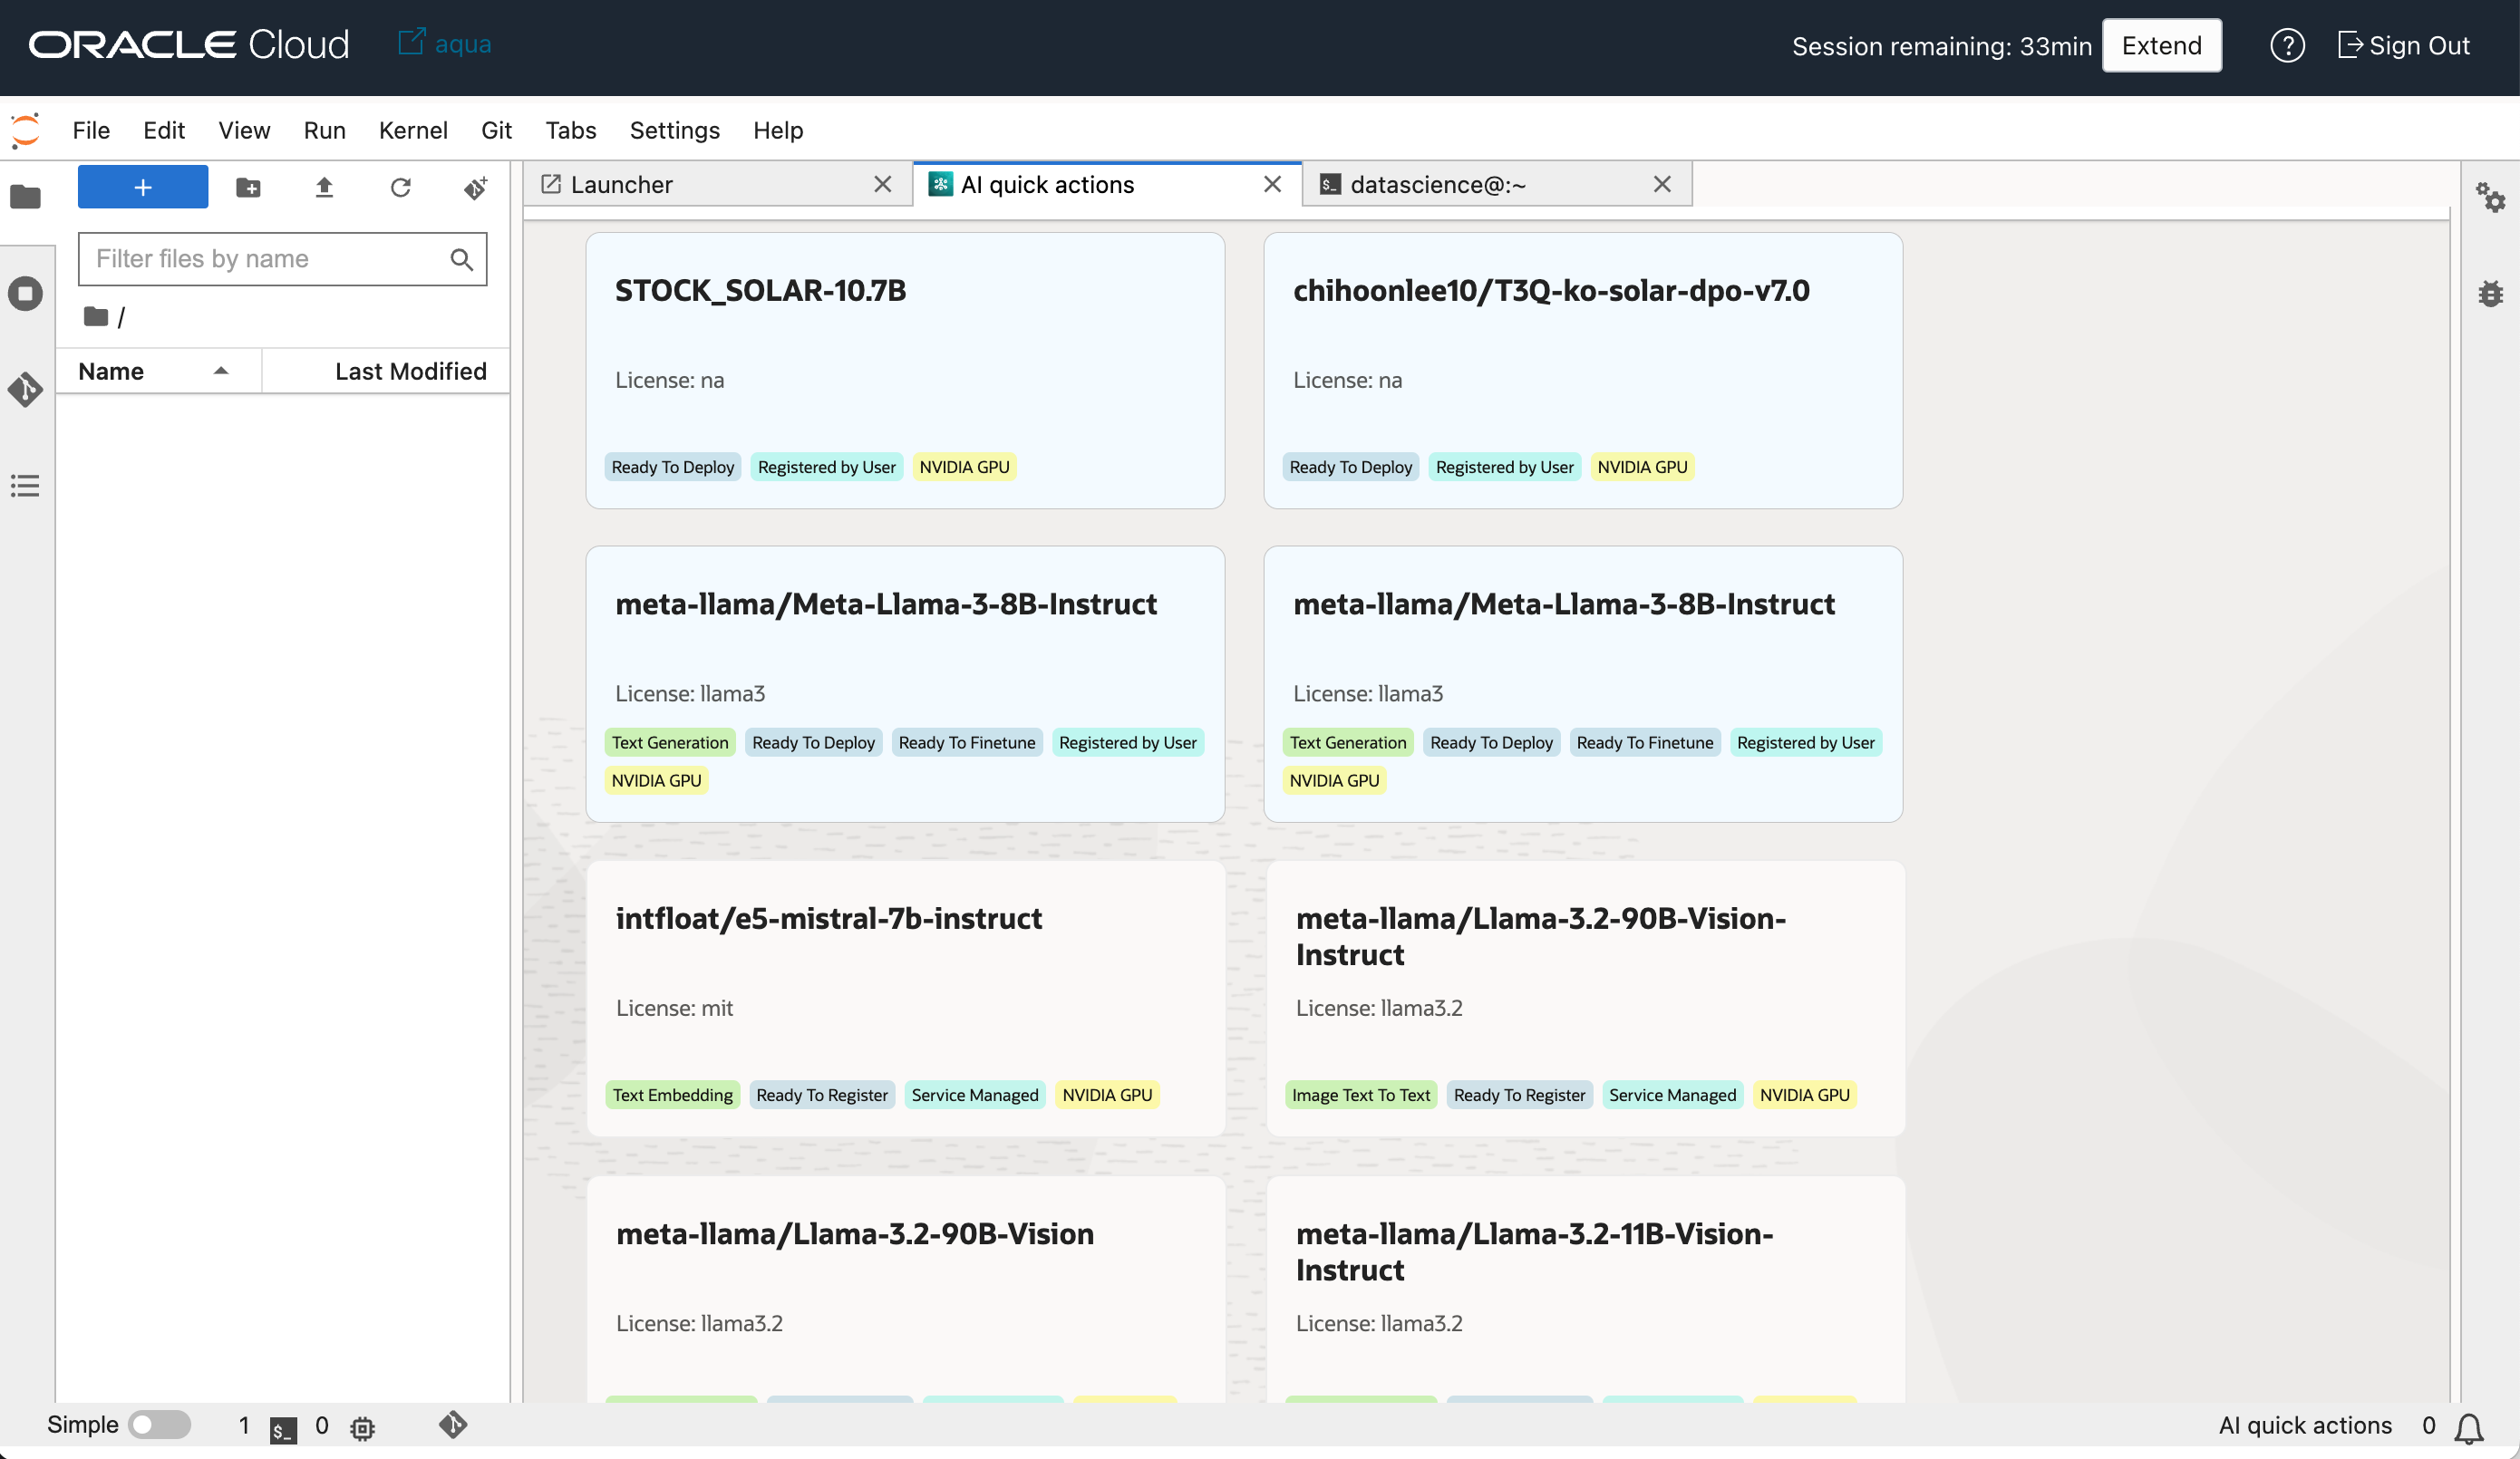 ORACLE Cloud
aqua
Session remaining: 33min
Extend
?
Sign Out
File Edit View Run Kernel Git Tabs Settings Help
+
Launcher
AI quick actions
$_ datascience@:~
Filter files by name
/
Name
Last Modified
STOCK_SOLAR-10.7B
License: na
Ready To Deploy Registered by User NVIDIA GPU
chihoonlee10/T3Q-ko-solar-dpo-v7.0
License: na
Ready To Deploy Registered by User NVIDIA GPU
meta-llama/Meta-Llama-3-8B-Instruct
License: llama3
Text Generation Ready To Deploy Ready To Finetune Registered by User
NVIDIA GPU
meta-llama/Meta-Llama-3-8B-Instruct
License: llama3
Text Generation Ready To Deploy Ready To Finetune Registered by User
NVIDIA GPU
intfloat/e5-mistral-7b-instruct
License: mit
Text Embedding Ready To Register Service Managed NVIDIA GPU
meta-llama/Llama-3.2-90B-Vision-
Instruct
License: llama3.2
Image Text To Text Ready To Register Service Managed NVIDIA GPU
meta-llama/Llama-3.2-90B-Vision
License: llama3.2
meta-llama/Llama-3.2-11B-Vision-
Instruct
License: llama3.2
Simple
1 $_ 0
AI quick actions 0